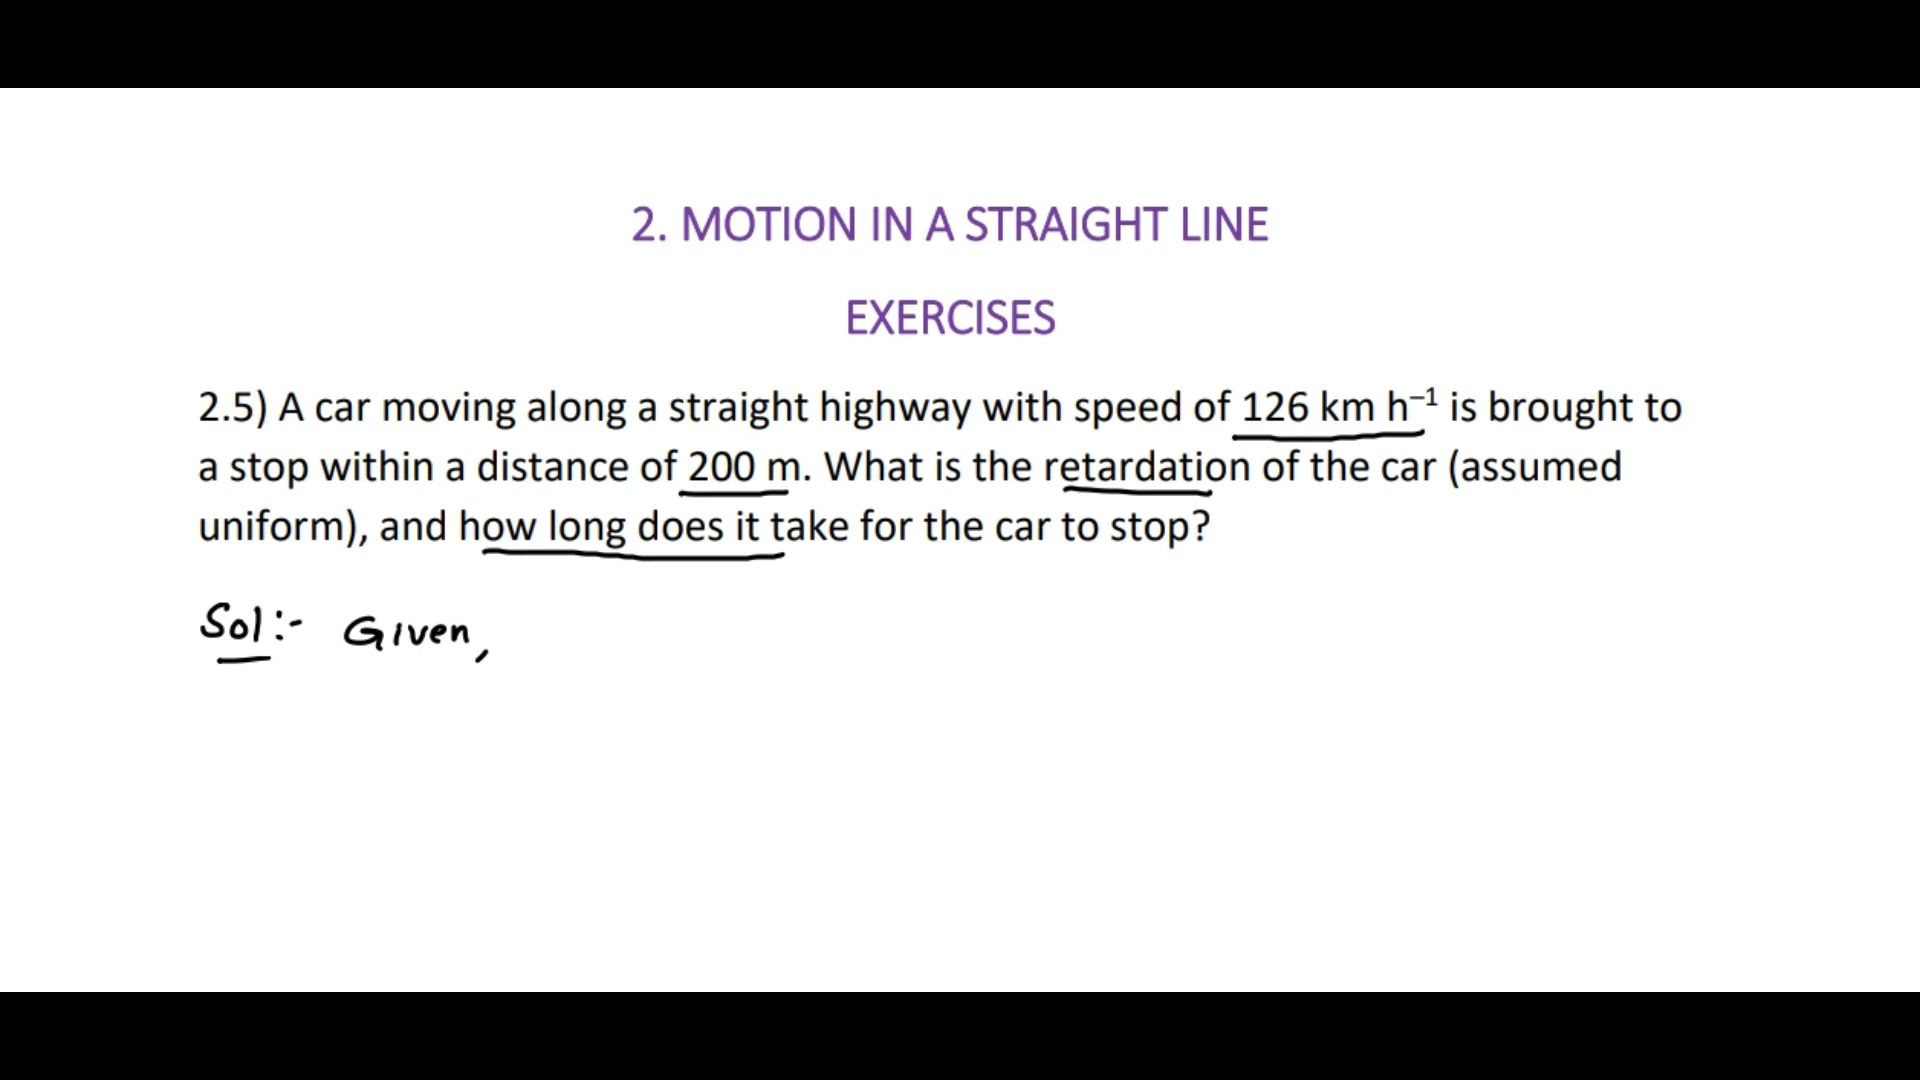 2. MOTION IN A STRAIGHT LINE
EXERCISES
2.5) A car moving along a straight highway with speed of 126 km h⁻¹ is brought to
a stop within a distance of 200 m. What is the retardation of the car (assumed
uniform), and how long does it take for the car to stop?
Sol:- Given,